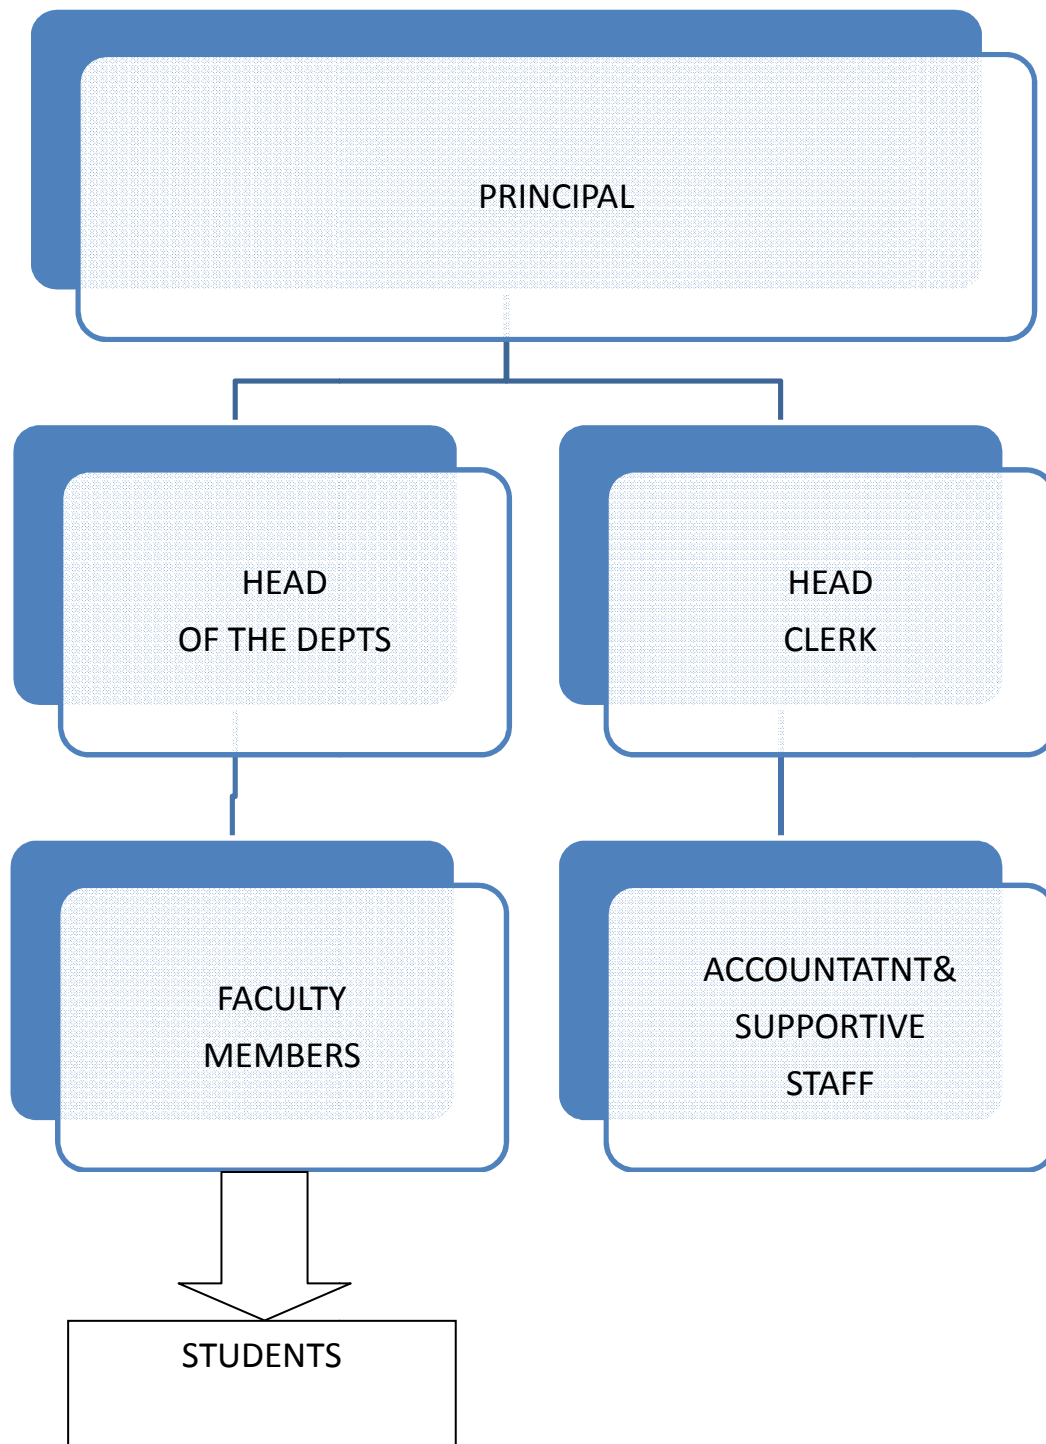 PRINCIPAL
HEAD
OF THE DEPTS
HEAD
CLERK
FACULTY
MEMBERS
ACCOUNTATNT&
SUPPORTIVE
STAFF
STUDENTS